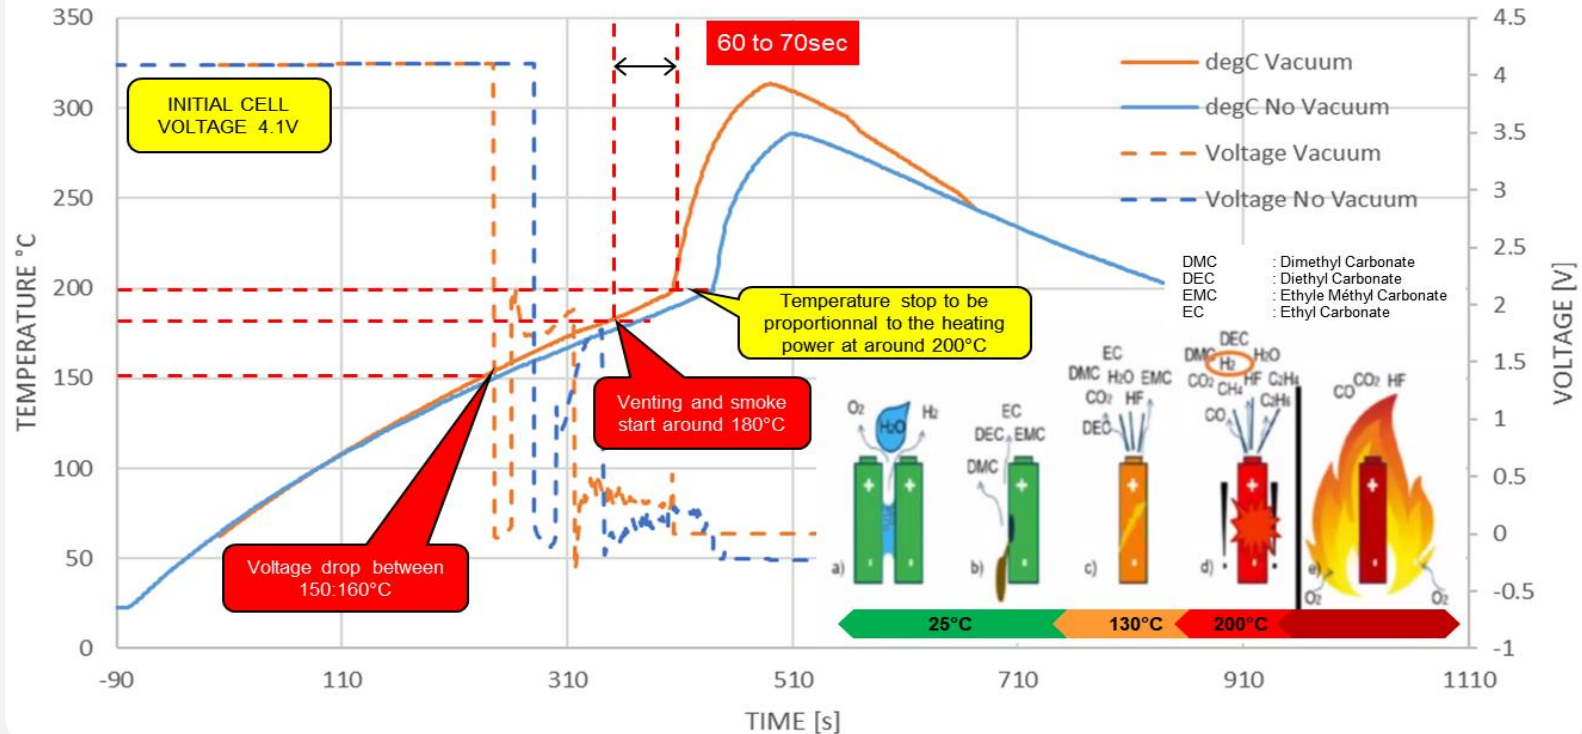 350
300
250
200
150
100
50
0
TEMPERATURE °C
-90
110
310
510
710
910
1110
TIME [s]
4.5
4
3.5
3
2.5
2
1.5
1
0.5
0
-0.5
-1
VOLTAGE [V]
INITIAL CELL
VOLTAGE 4.1V
60 to 70sec
degC Vacuum
degC No Vacuum
Voltage Vacuum
Voltage No Vacuum
DMC : Dimethyl Carbonate
DEC : Diethyl Carbonate
EMC : Ethyle Méthyl Carbonate
EC : Ethyl Carbonate
Temperature stop to be
proportionnal to the heating
power at around 200°C
Venting and smoke
start around 180°C
Voltage drop between
150:160°C
O2
H2O
H2
+ +
- -
a)
EC
DEC EMC
DMC
+
-
b)
EC
DMC H2O EMC
CO2 HF
DEC
+
-
c)
DEC
DMC H2 H2O
CO2 CH4 HF C2H4
CO C2H6
+
! !
-
d)
CO CO2 HF
+
-
e)
O2 O2
25°C
130°C
200°C